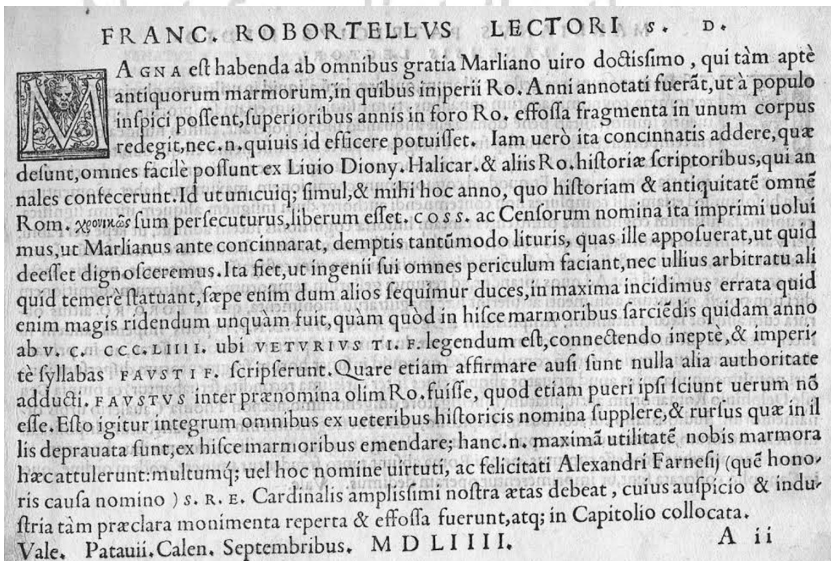 FRANC. ROBORTELLVS LECTORI S. D.
MAGNA eſt habenda ab omnibus gratia Marliano uiro doctiſsimo, qui tàm aptè
antiquorum marmorum, in quibus imperii Ro. Anni annotati fuerãt, ut à populo
inſpici poſſent, ſuperioribus annis in foro Ro. effoſſa fragmenta in unum corpus
redegit, nec. n. quiuis id efficere potuiſſet. Iam uerò ita concinnatis addere, quæ
deſunt, omnes facilè poſſunt ex Liuio Diony. Halicar. & aliis Ro. hiſtoriæ ſcriptoribus, qui an
nales confecerunt. Id ut unicuiq; ſimul, & mihi hoc anno, quo hiſtoriam & antiquitatẽ omnẽ
Rom. χρονικῶς ſum perſecuturus, liberum eſſet. COSS. ac Cenſorum nomina ita imprimi uolui
mus, ut Marlianus ante concinnarat, demptis tantũmodo lituris, quas ille appoſuerat, ut quid
deeſſet dignoſceremus. Ita fiet, ut ingenii ſui omnes periculum faciant, nec ullius arbitratu ali
quid temerè ſtatuant, ſæpe enim dum alios ſequimur duces, in maxima incidimus errata quid
enim magis ridendum unquàm fuit, quàm quòd in hiſce marmoribus ſarciẽdis quidam anno
ab V. C. CCC. LIIII. ubi VETVRIVS TI. F. legendum eſt, connectendo ineptè, & imperi-
tè ſyllabas FAVSTI F. ſcripſerunt. Quare etiam affirmare auſi ſunt nulla alia authoritate
adducti. FAVSTVS inter prænomina olim Ro. fuiſſe, quod etiam pueri ipſi ſciunt uerum nõ
eſſe. Eſto igitur integrum omnibus ex ueteribus hiſtoricis nomina ſupplere, & rurſus quæ in il
lis deprauata ſunt, ex hiſce marmoribus emendare; hanc. n. maximã utilitatẽ nobis marmora
hæc attulerunt: multumq; uel hoc nomine uirtuti, ac felicitati Alexandri Farneſij (quẽ hono-
ris cauſa nomino) S. R. E. Cardinalis ampliſsimi noſtra ætas debeat, cuius auſpicio & indu-
ſtria tàm præclara monimenta reperta & effoſſa fuerunt, atq; in Capitolio collocata.
Vale. Patauii. Calen. Septembribus. M D LIIII. A ii